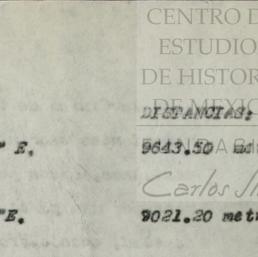 CENTRO D
ESTUDIO
DE HISTOR
DE MEXIC
DISTANCIAS:
E. 9643.50
Carlos
"E. 9021.20 met